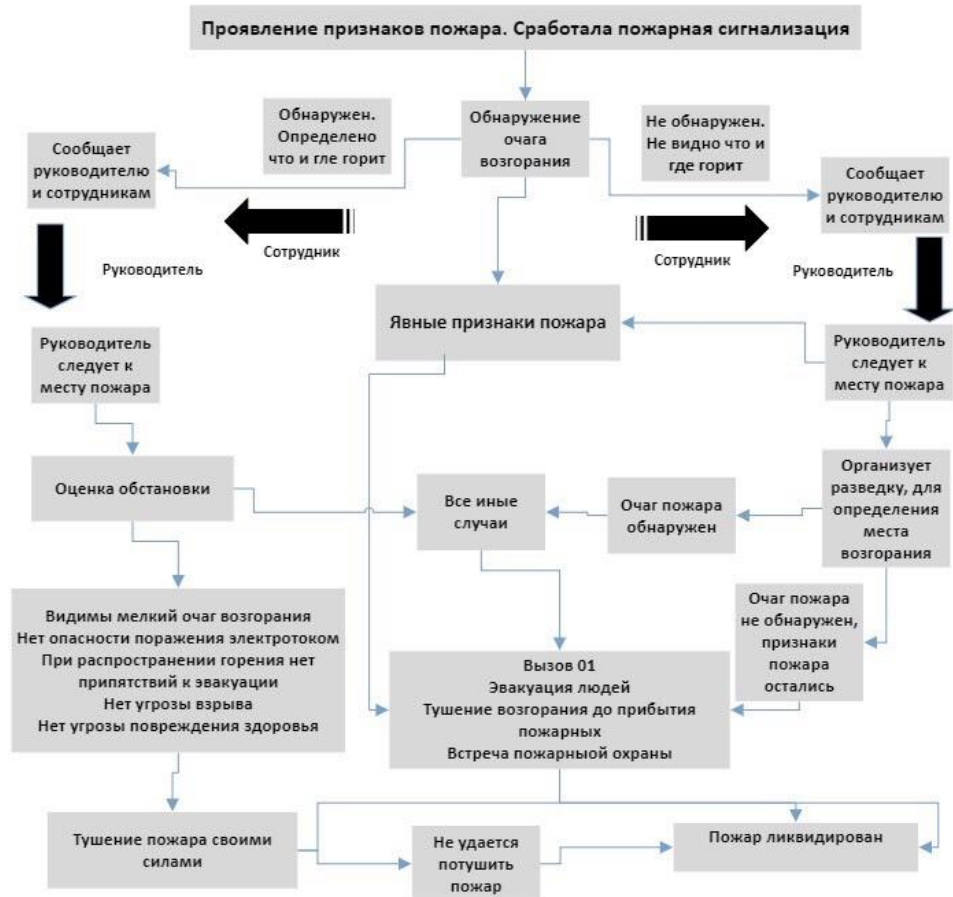 Проявление признаков пожара. Сработала пожарная сигнализация
Обнаружен.
Определено
что и гле горит
Обнаружение
очага
возгорания
Не обнаружен.
Не видно что и
где горит
Сообщает
руководителю
и сотрудникам
Сообщает
руководителю
и сотрудникам
Сотрудник
Сотрудник
Руководитель
Руководитель
Явные признаки пожара
Руководитель
следует к
месту пожара
Руководитель
следует к
месту пожара
Оценка обстановки
Все иные
случаи
Очаг пожара
обнаружен
Организует
разведку, для
определения
места
возгорания
Видимы мелкий очаг возгорания
Нет опасности поражения электротоком
При распространении горения нет
припятствий к эвакуации
Нет угрозы взрыва
Нет угрозы повреждения здоровья
Очаг пожара
не обнаружен,
признаки
пожара
остались
Вызов 01
Эвакуация людей
Тушение возгорания до прибытия
пожарных
Встреча пожарныой охраны
Тушение пожара своими
силами
Не удается
потушить
пожар
Пожар ликвидирован